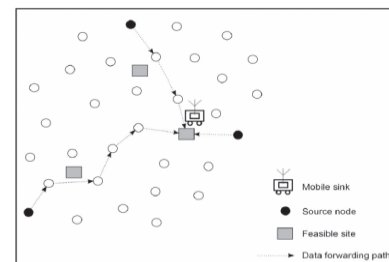 Mobile sink
Source node
Feasible site
Data forwarding path